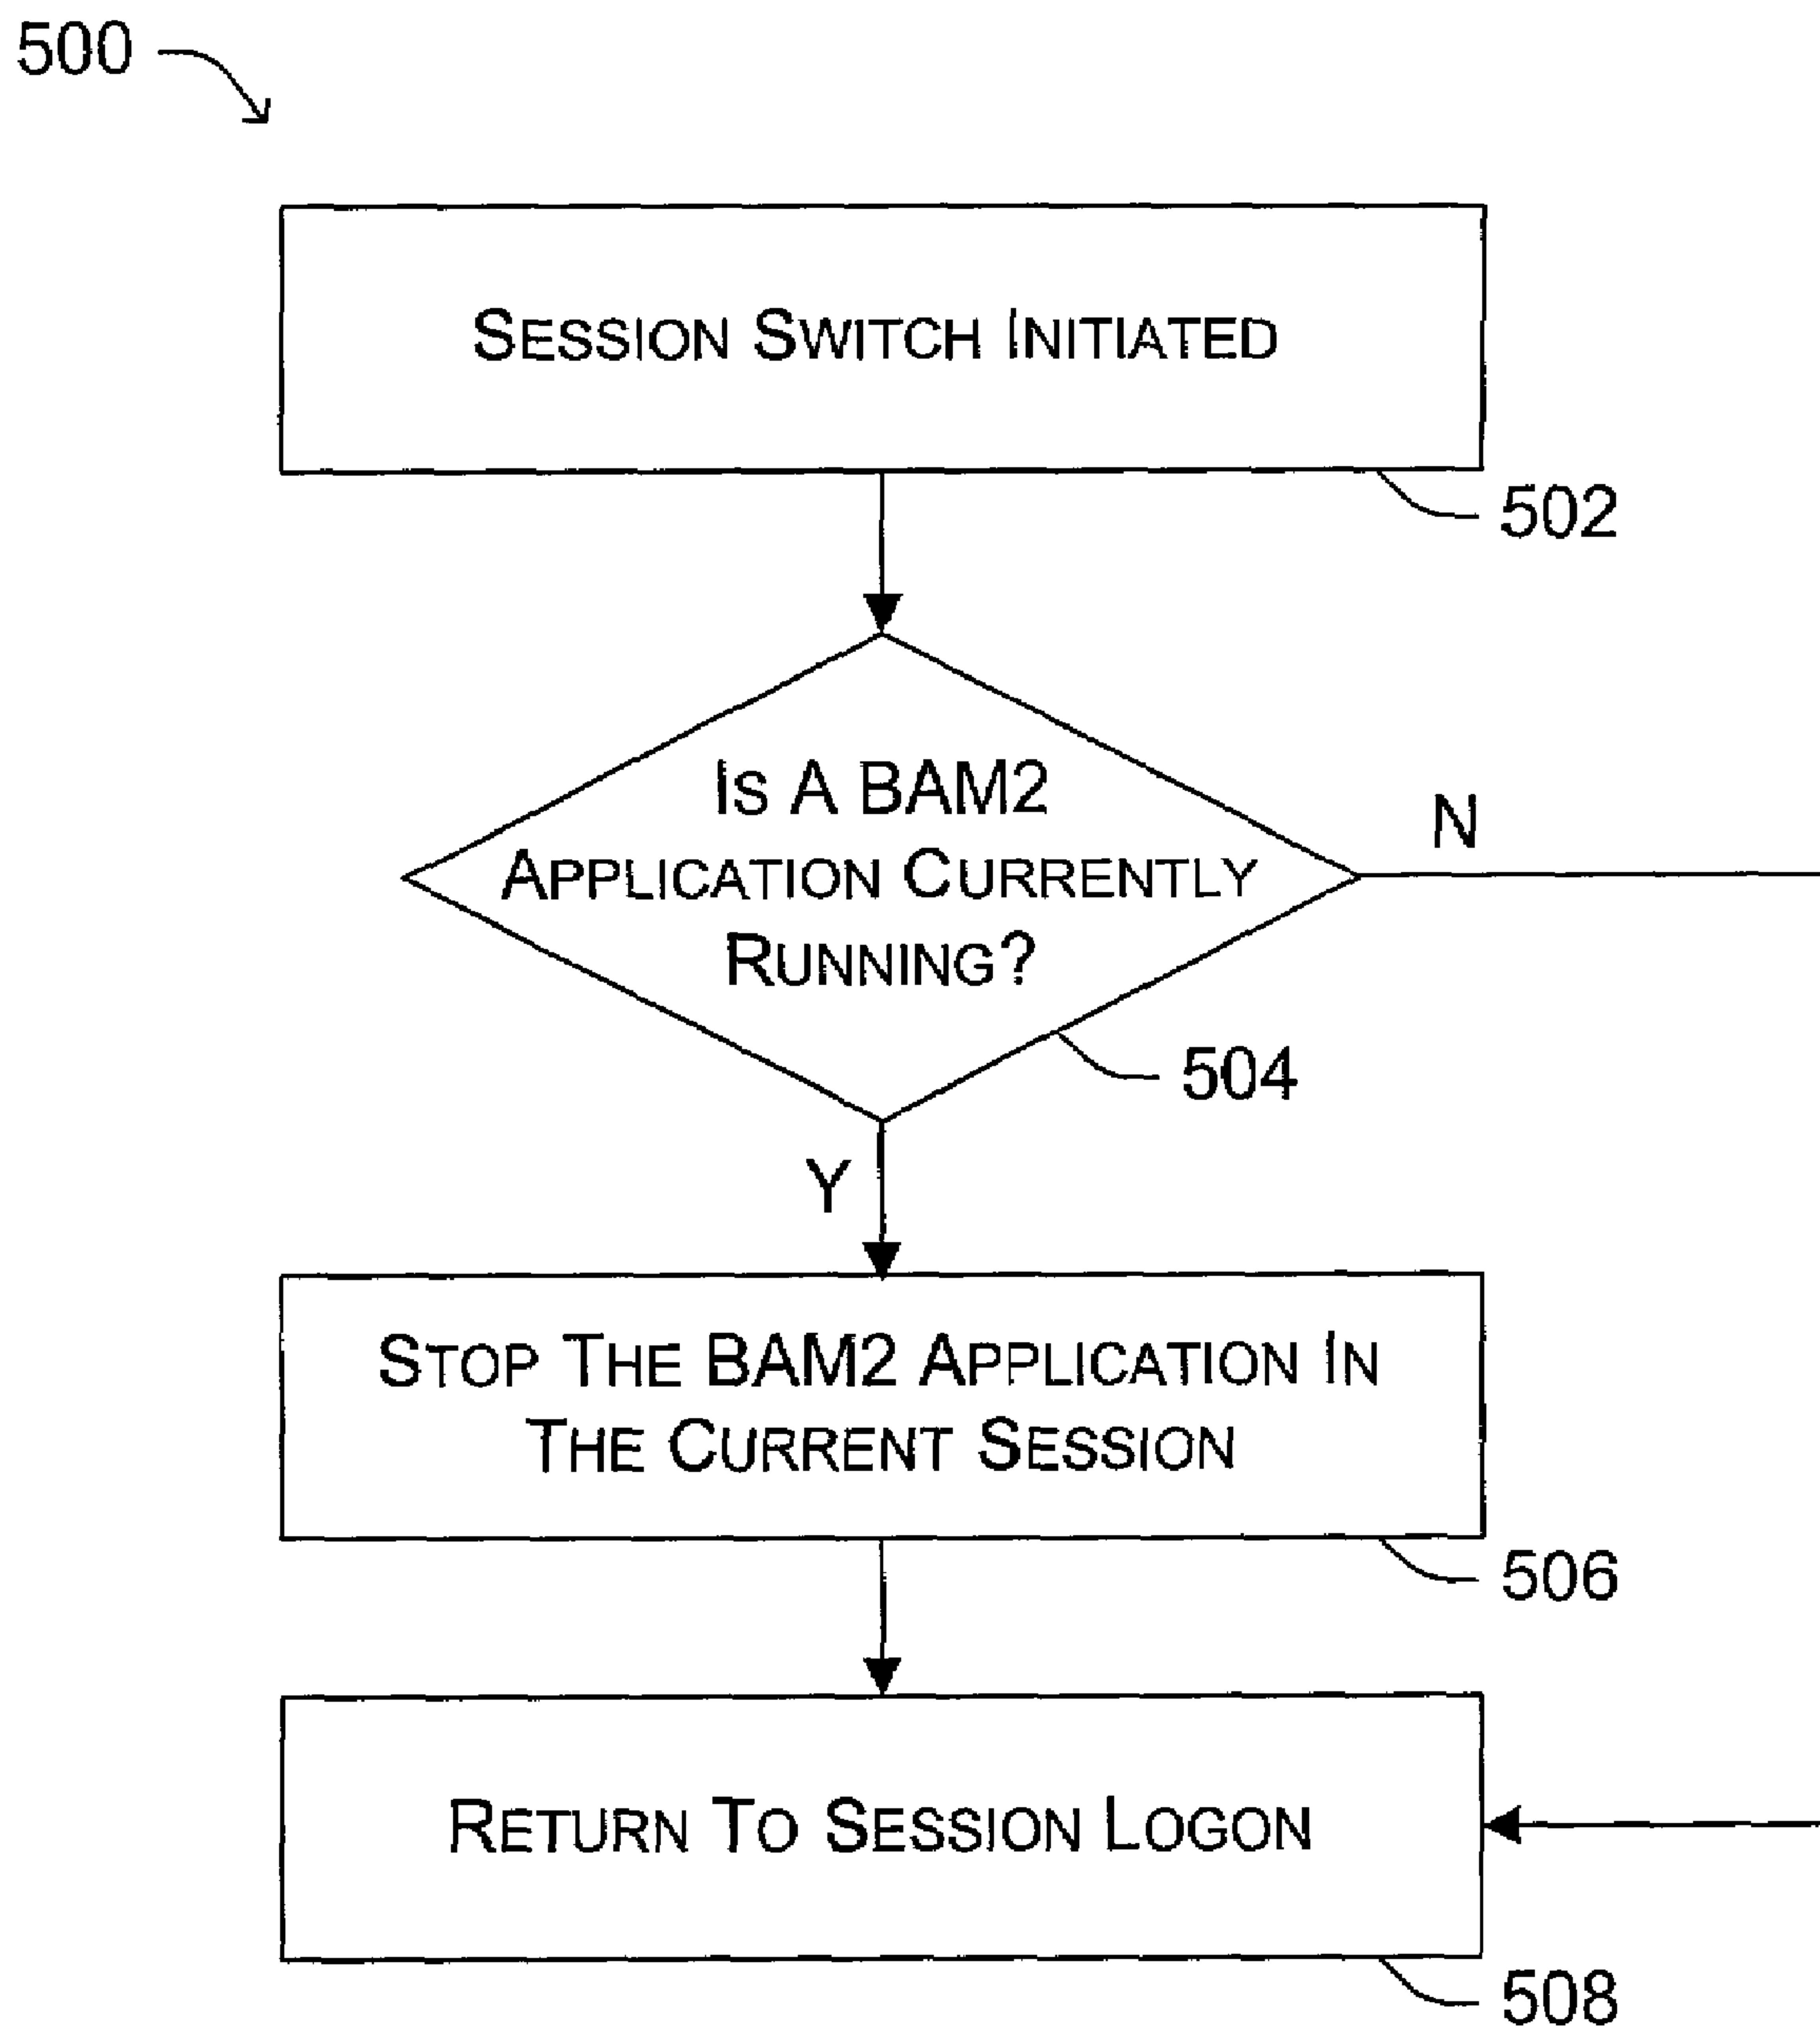 500
SESSION SWITCH INITIATED
502
IS A BAM2
APPLICATION CURRENTLY
RUNNING?
N
504
Y
STOP THE BAM2 APPLICATION IN
THE CURRENT SESSION
506
RETURN TO SESSION LOGON
508